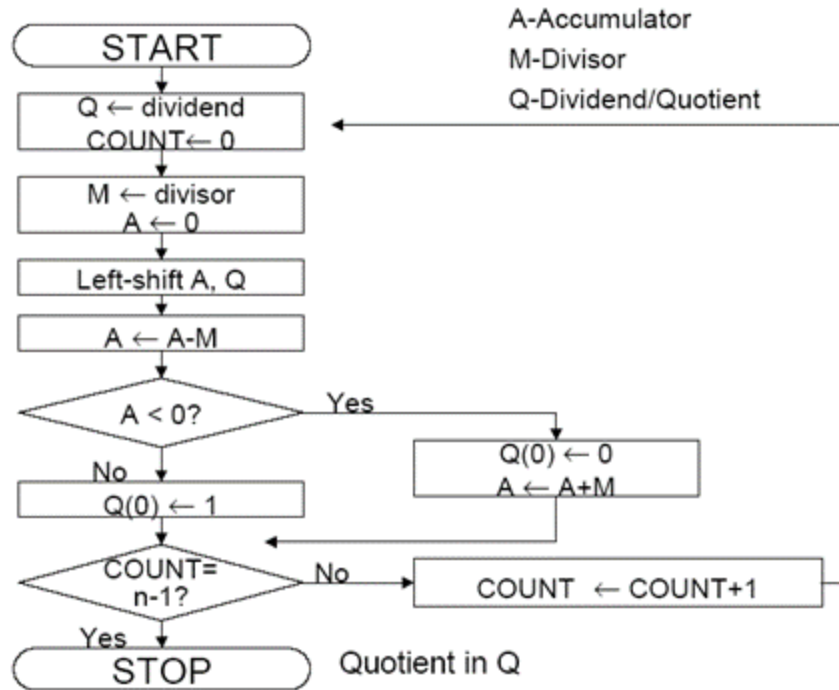 START
A-Accumulator
M-Divisor
Q-Dividend/Quotient
Q ← dividend
COUNT← 0
M ← divisor
A ← 0
Left-shift A, Q
A ← A-M
A < 0?
Yes
No
Q(0) ← 0
A ← A+M
Q(0) ← 1
COUNT=
n-1?
No
COUNT ← COUNT+1
Yes
STOP
Quotient in Q